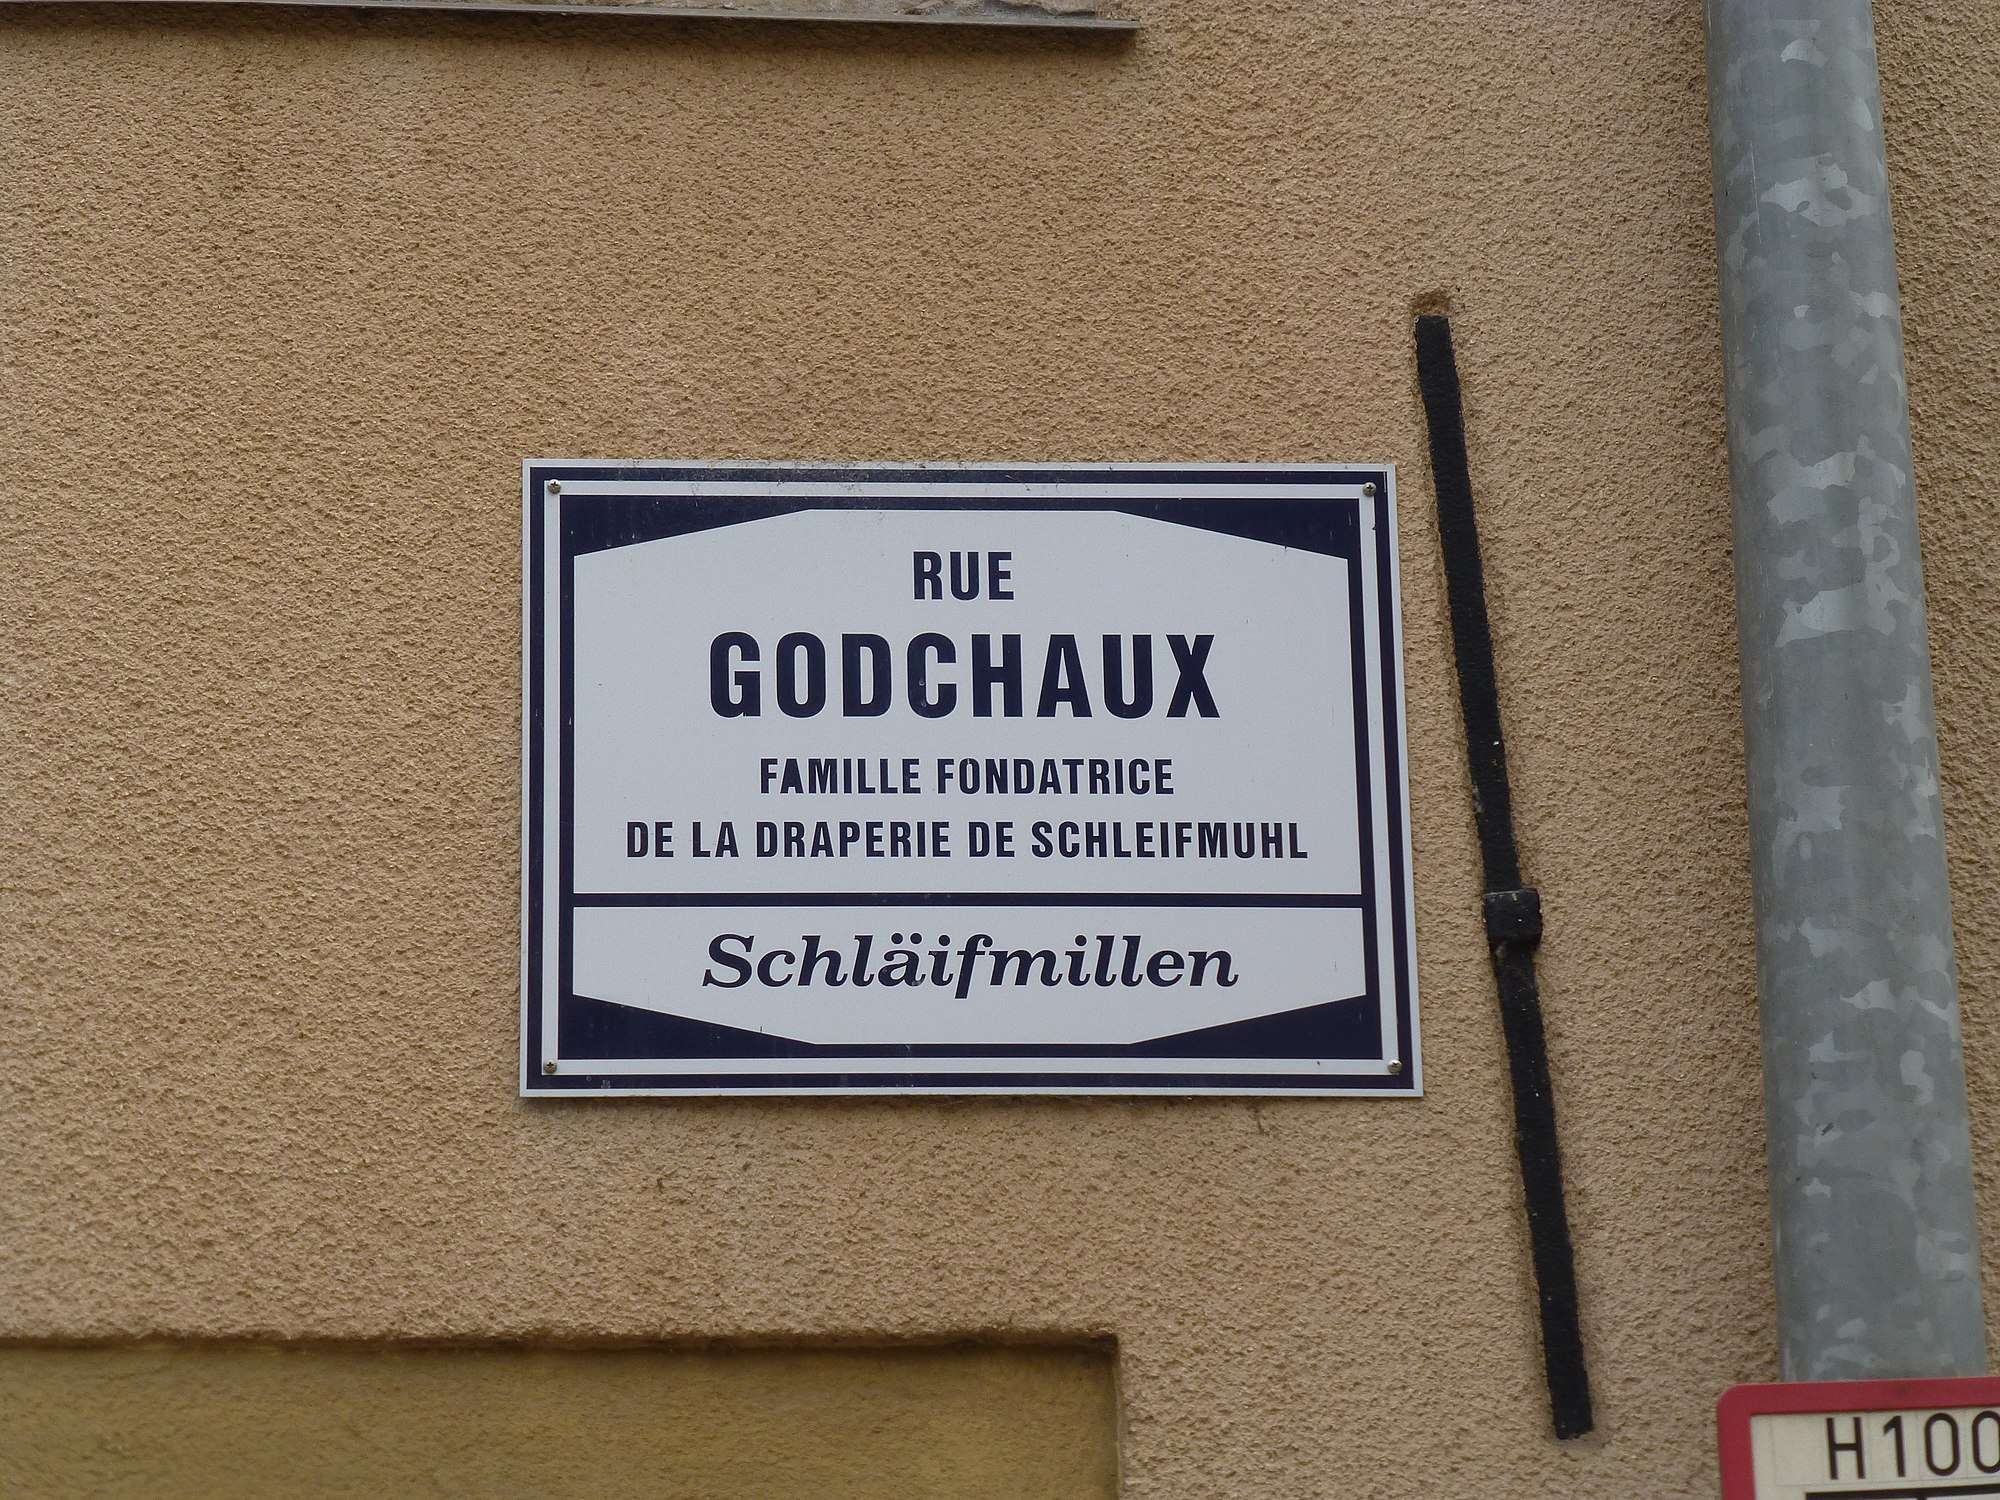 RUE
GODCHAUX
FAMILLE FONDATRICE
DE LA DRAPERIE DE SCHLEIFMUHL
Schläifmillen
H100